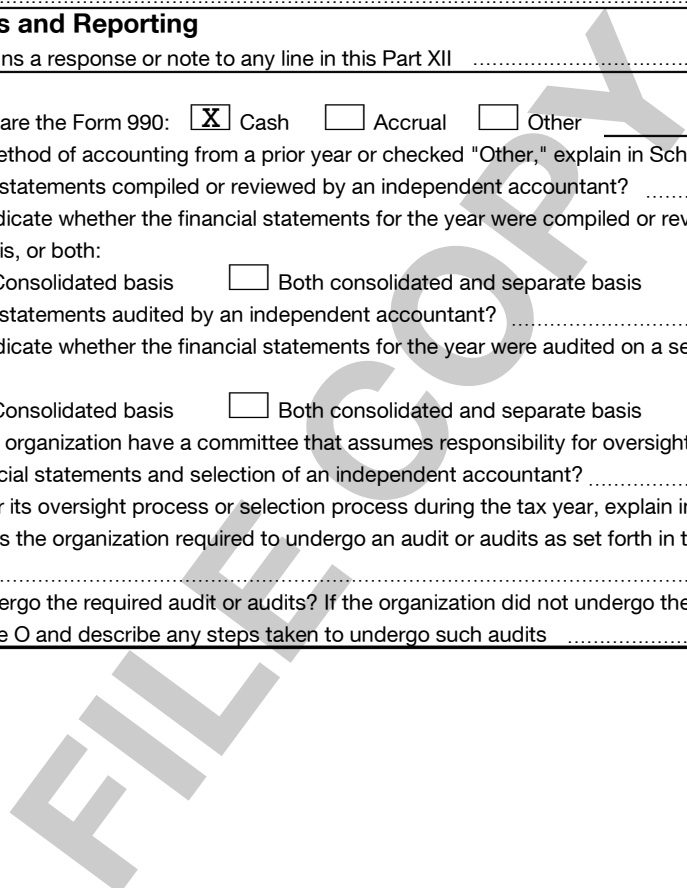 s and Reporting
ns a response or note to any line in this Part XII
are the Form 990: X Cash Accrual Other
ethod of accounting from a prior year or checked "Other," explain in Sch
statements compiled or reviewed by an independent accountant?
dicate whether the financial statements for the year were compiled or rev
is, or both:
Consolidated basis Both consolidated and separate basis
statements audited by an independent accountant?
dicate whether the financial statements for the year were audited on a se
Consolidated basis Both consolidated and separate basis
organization have a committee that assumes responsibility for oversight
cial statements and selection of an independent accountant?
r its oversight process or selection process during the tax year, explain in
s the organization required to undergo an audit or audits as set forth in t
ergo the required audit or audits? If the organization did not undergo the
e O and describe any steps taken to undergo such audits
FILE COPY